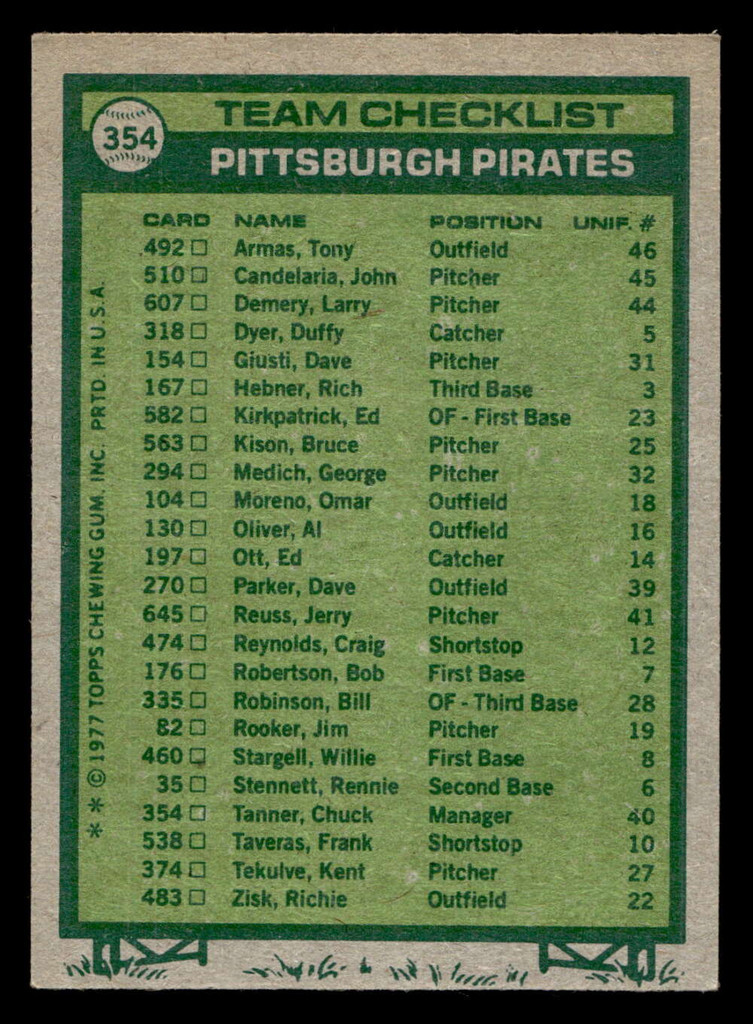 354
TEAM CHECKLIST
PITTSBURGH PIRATES
CARD NAME POSITION UNIF. #
492 □ Armas, Tony Outfield 46
510 □ Candelaria, John Pitcher 45
607 □ Demery, Larry Pitcher 44
318 □ Dyer, Duffy Catcher 5
154 □ Giusti, Dave Pitcher 31
167 □ Hebner, Rich Third Base 3
582 □ Kirkpatrick, Ed OF - First Base 23
563 □ Kison, Bruce Pitcher 25
294 □ Medich, George Pitcher 32
104 □ Moreno, Omar Outfield 18
130 □ Oliver, Al Outfield 16
197 □ Ott, Ed Catcher 14
270 □ Parker, Dave Outfield 39
645 □ Reuss, Jerry Pitcher 41
474 □ Reynolds, Craig Shortstop 12
176 □ Robertson, Bob First Base 7
335 □ Robinson, Bill OF - Third Base 28
82 □ Rooker, Jim Pitcher 19
460 □ Stargell, Willie First Base 8
35 □ Stennett, Rennie Second Base 6
354 □ Tanner, Chuck Manager 40
538 □ Taveras, Frank Shortstop 10
374 □ Tekulve, Kent Pitcher 27
483 □ Zisk, Richie Outfield 22
* * © 1977 TOPPS CHEWING GUM, INC. PRTD. IN U.S.A.